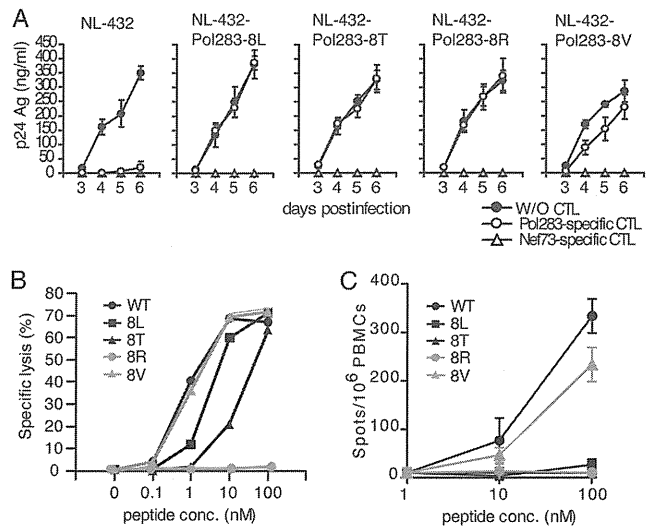 A
NL-432
NL-432-
Pol283-8L
NL-432-
Pol283-8T
NL-432-
Pol283-8R
NL-432-
Pol283-8V
p24 Ag (ng/ml)
450
400
350
300
250
200
150
100
50
0
3 4 5 6
3 4 5 6
3 4 5 6
3 4 5 6
3 4 5 6
days postinfection
W/O CTL
Pol283-specific CTL
Nef73-specific CTL
B
Specific lysis (%)
80
70
60
50
40
30
20
10
0
WT
8L
8T
8R
8V
0 0.1 1 10 100
peptide conc. (nM)
C
Spots/10⁶ PBMCs
400
300
200
100
0
WT
8L
8T
8R
8V
1 10 100
peptide conc. (nM)